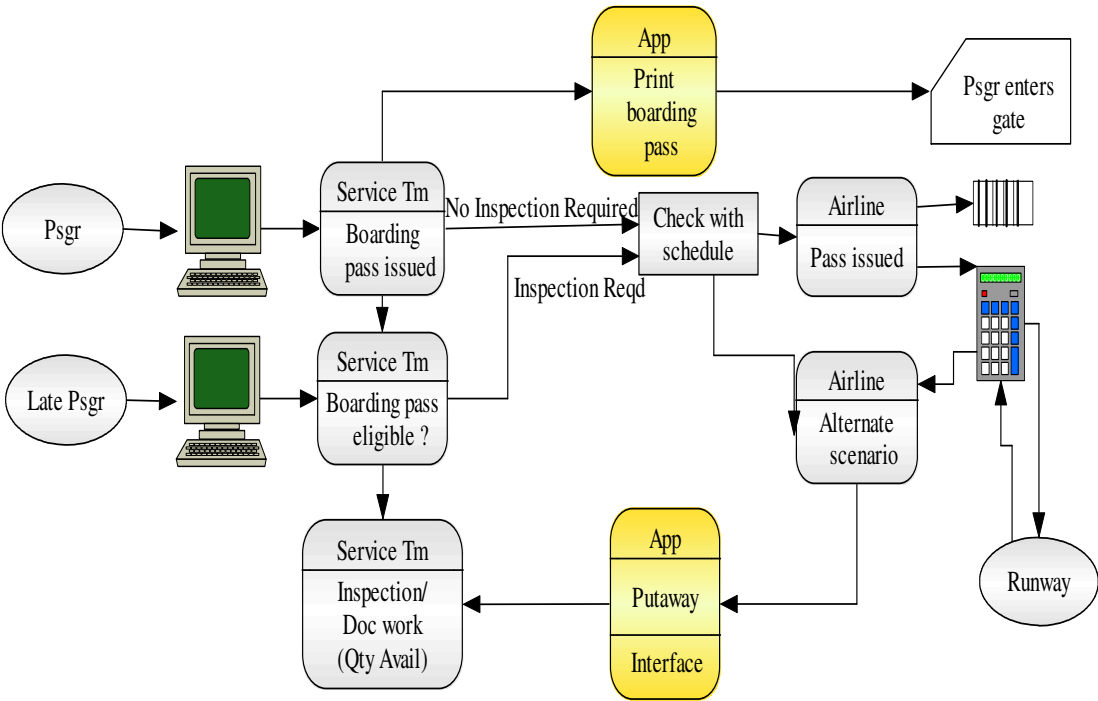 App
Print
boarding
pass
Psgr enters
gate
Psgr
Service Tm
Boarding
pass issued
No Inspection Required
Check with
schedule
Airline
Pass issued
Inspection Reqd
Late Psgr
Service Tm
Boarding pass
eligible ?
Airline
Alternate
scenario
Service Tm
Inspection/
Doc work
(Qty Avail)
App
Putaway
Interface
Runway